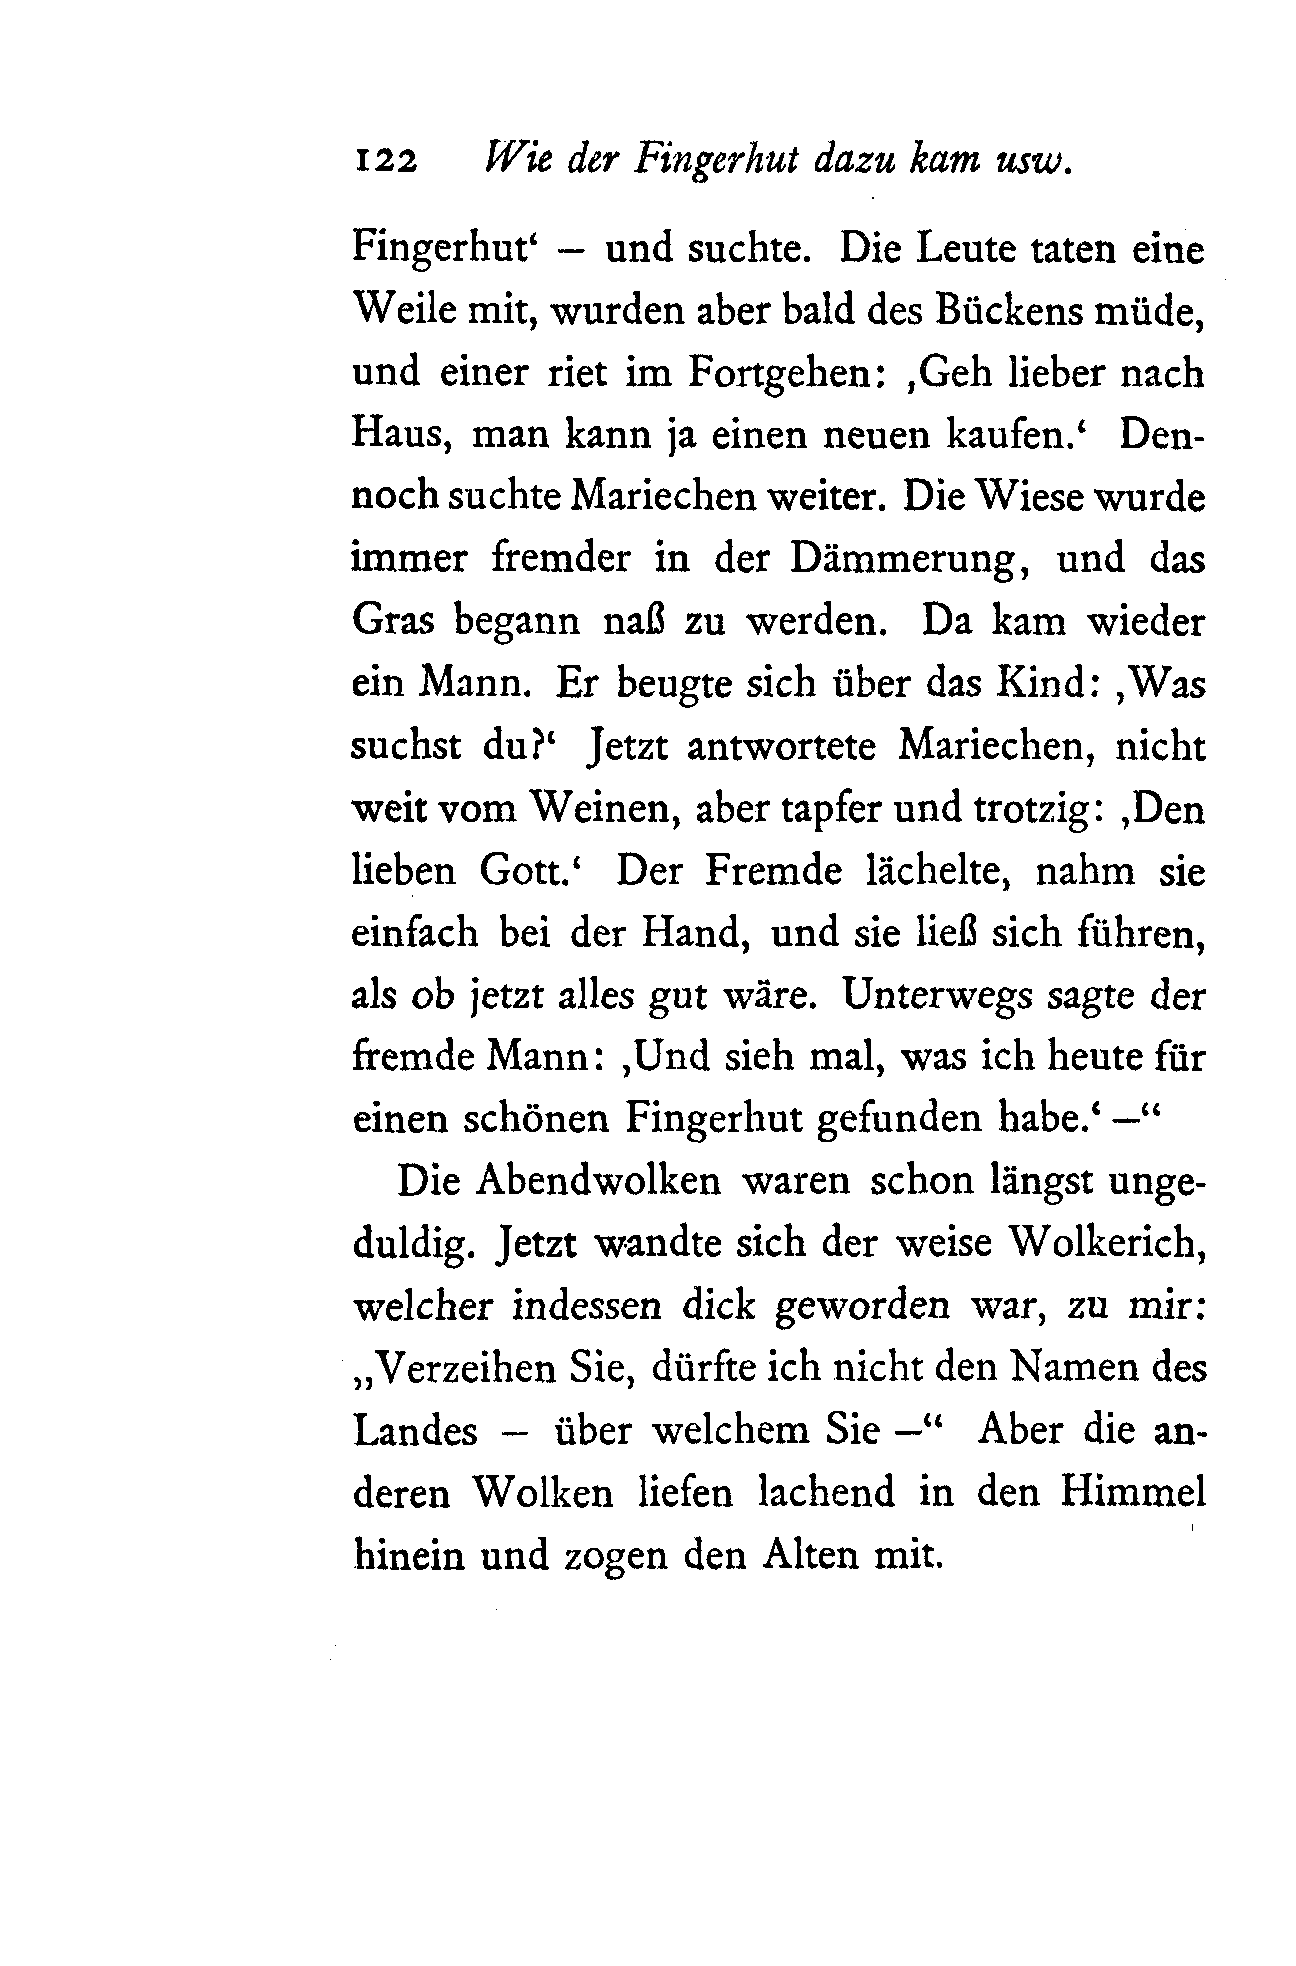 122 Wie der Fingerhut dazu kam usw.
Fingerhut‘ – und suchte. Die Leute taten eine
Weile mit, wurden aber bald des Bückens müde,
und einer riet im Fortgehen: ‚Geh lieber nach
Haus, man kann ja einen neuen kaufen.‘ Den-
noch suchte Mariechen weiter. Die Wiese wurde
immer fremder in der Dämmerung, und das
Gras begann naß zu werden. Da kam wieder
ein Mann. Er beugte sich über das Kind: ‚Was
suchst du?‘ Jetzt antwortete Mariechen, nicht
weit vom Weinen, aber tapfer und trotzig: ‚Den
lieben Gott.‘ Der Fremde lächelte, nahm sie
einfach bei der Hand, und sie ließ sich führen,
als ob jetzt alles gut wäre. Unterwegs sagte der
fremde Mann: ‚Und sieh mal, was ich heute für
einen schönen Fingerhut gefunden habe.‘ –“
Die Abendwolken waren schon längst unge-
duldig. Jetzt wandte sich der weise Wolkerich,
welcher indessen dick geworden war, zu mir:
„Verzeihen Sie, dürfte ich nicht den Namen des
Landes – über welchem Sie –“ Aber die an-
deren Wolken liefen lachend in den Himmel
hinein und zogen den Alten mit.